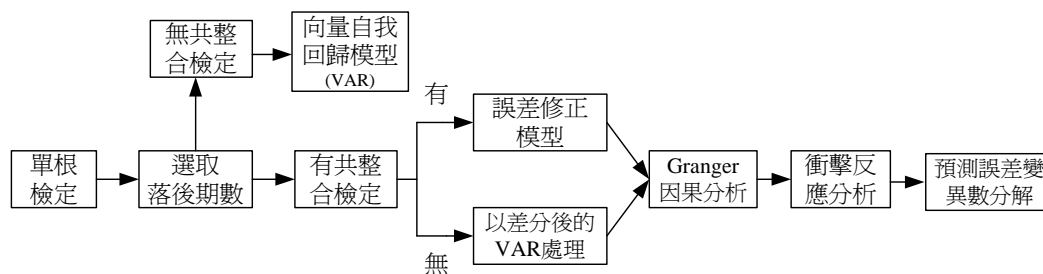 無共整
合檢定
向量自我
回歸模型
(VAR)
有
誤差修正
模型
單根
檢定
選取
落後期數
有共整
合檢定
Granger
因果分析
衝擊反
應分析
預測誤差變
異數分解
以差分後的
VAR處理
無